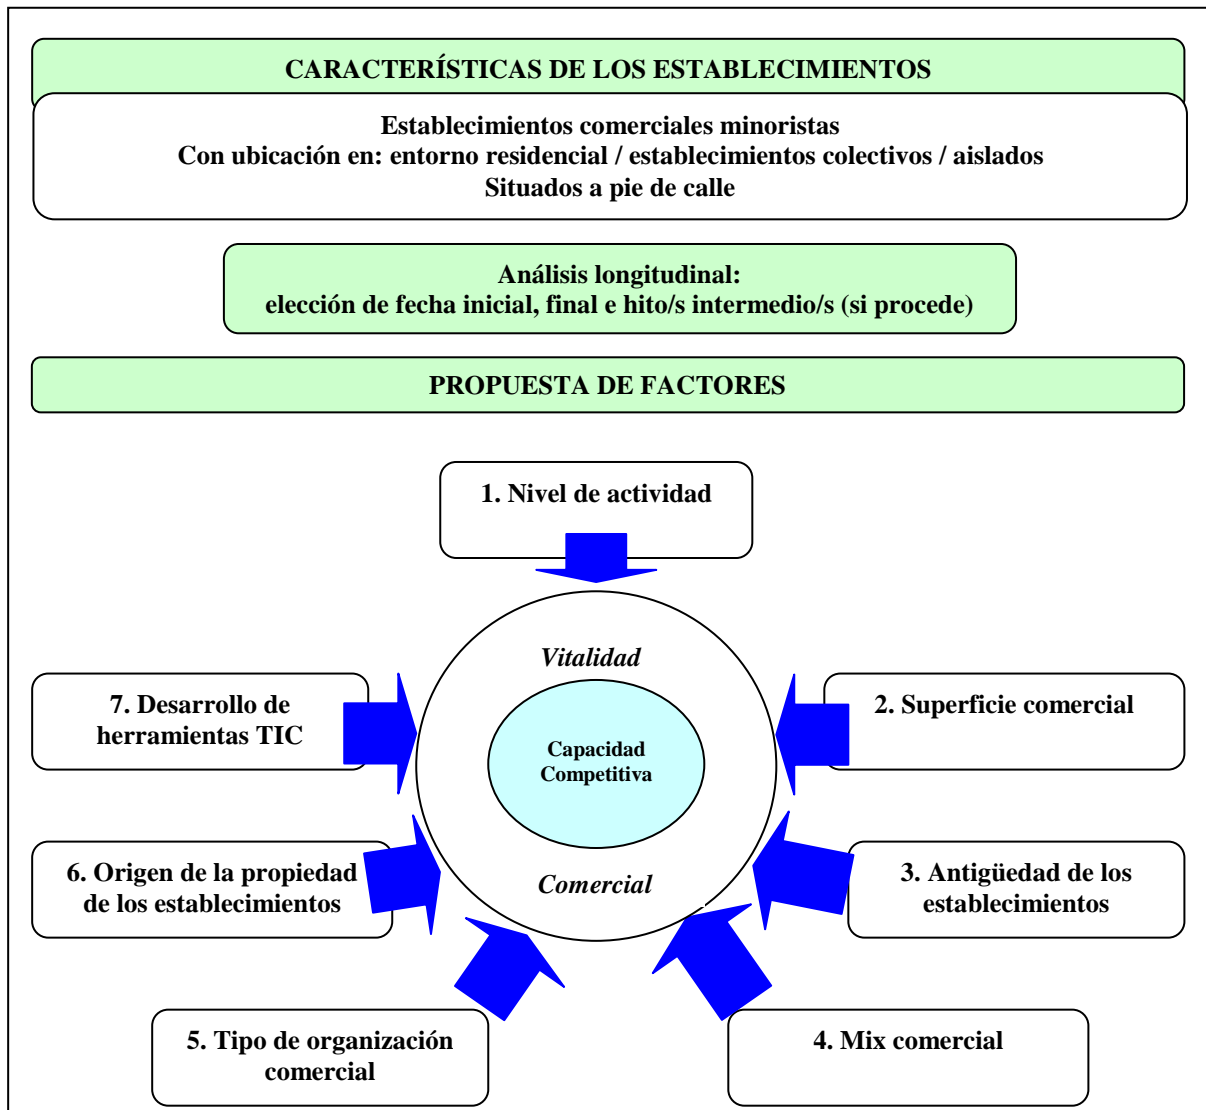 CARACTERÍSTICAS DE LOS ESTABLECIMIENTOS
Establecimientos comerciales minoristas
Con ubicación en: entorno residencial / establecimientos colectivos / aislados
Situados a pie de calle
Análisis longitudinal:
elección de fecha inicial, final e hito/s intermedio/s (si procede)
PROPUESTA DE FACTORES
1. Nivel de actividad
Vitalidad
Capacidad
Competitiva
Comercial
2. Superficie comercial
3. Antigüedad de los
establecimientos
4. Mix comercial
5. Tipo de organización
comercial
6. Origen de la propiedad
de los establecimientos
7. Desarrollo de
herramientas TIC